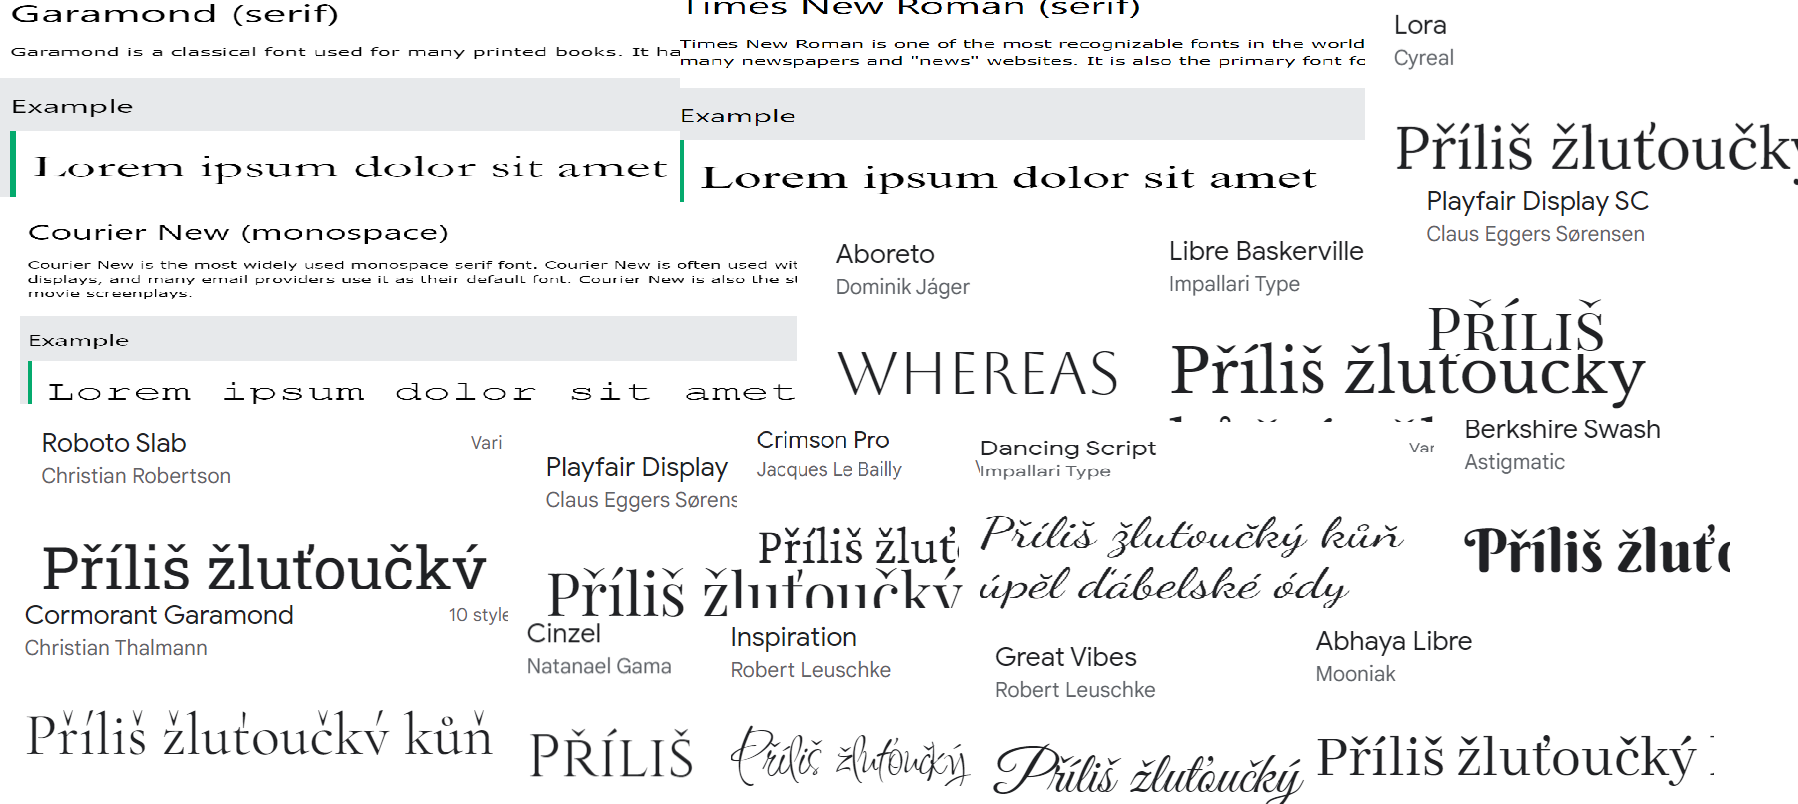 Garamond (serif)
Garamond is a classical font used for many printed books. It ha
Example
Lorem ipsum dolor sit amet
Times New Roman (serif)
Times New Roman is one of the most recognizable fonts in the world
many newspapers and "news" websites. It is also the primary font fo
Example
Lorem ipsum dolor sit amet
Lora
Cyreal
Příliš žluťoučky
Playfair Display SC
Claus Eggers Sørensen
PŘÍLIŠ
Courier New (monospace)
Courier New is the most widely used monospace serif font. Courier New is often used wit
displays, and many email providers use it as their default font. Courier New is also the
movie screenplays.
Example
Lorem ipsum dolor sit amet
Aboreto
Dominik Jáger
WHEREAS
Libre Baskerville
Impallari Type
Příliš žluťoucky
Roboto Slab
Vari
Christian Robertson
Příliš žluťoučký
Playfair Display
Claus Eggers Sørens
Příliš žluťoučký
Crimson Pro
Jacques Le Bailly
Příliš žluť
Dancing Script
Var
Impallari Type
Příliš žluťoučký kůň
úpěl ďábelské ódy
Berkshire Swash
Astigmatic
Příliš žluť
Cormorant Garamond
10 style
Christian Thalmann
Příliš žluťoučký kůň
Cinzel
Natanael Gama
PŘÍLIŠ
Inspiration
Robert Leuschke
Příliš žluťoučký
Great Vibes
Robert Leuschke
Příliš žluťoučký
Abhaya Libre
Mooniak
Příliš žluťoučký